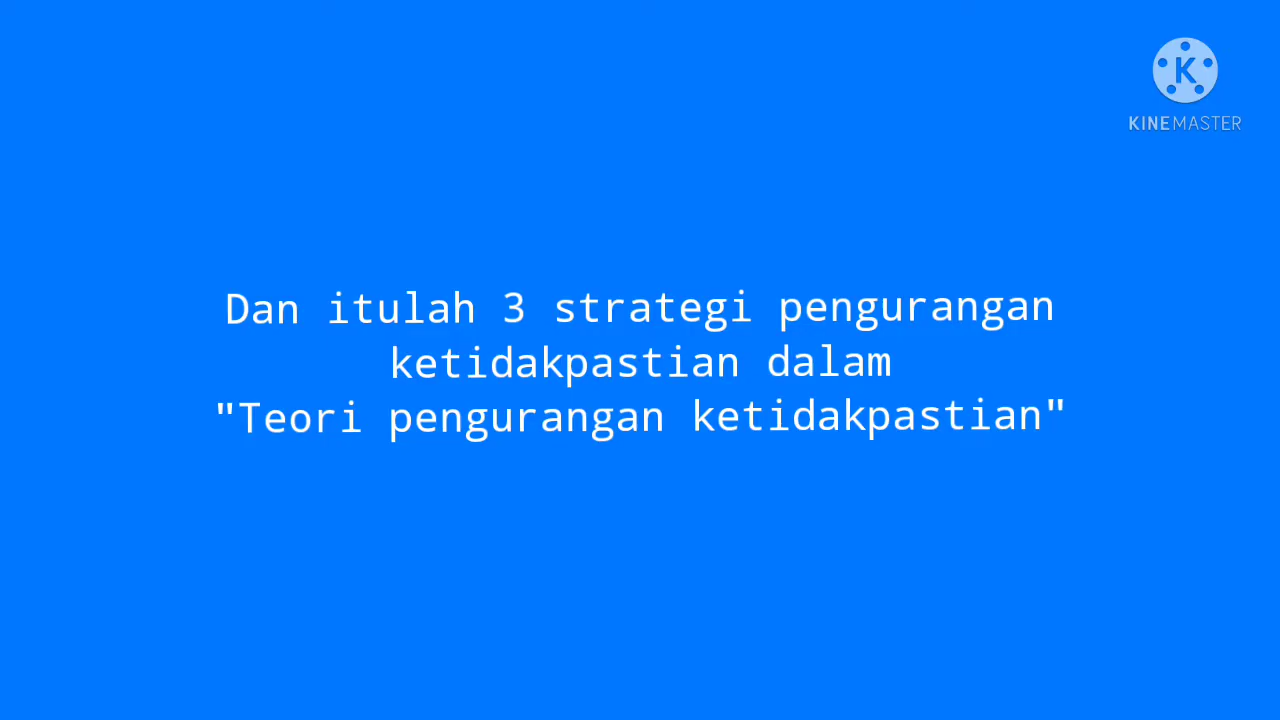 KINEMASTER
Dan itulah 3 strategi pengurangan
ketidakpastian dalam
"Teori pengurangan ketidakpastian"